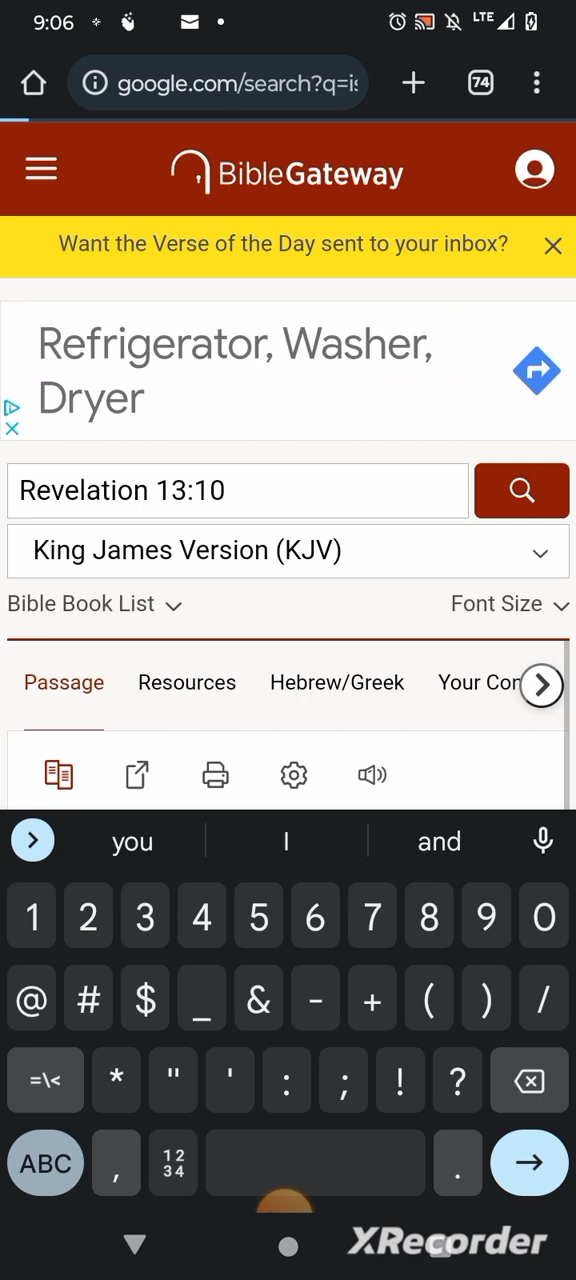 9:06
LTE
google.com/search?q=is
74
BibleGateway
Want the Verse of the Day sent to your inbox?
Refrigerator, Washer,
Dryer
Revelation 13:10
King James Version (KJV)
Bible Book List
Font Size
Passage Resources Hebrew/Greek Your Con
you I and
1 2 3 4 5 6 7 8 9 0
@ # $ _ & - + ( ) /
=\< * " ' : ; ! ?
ABC , 12 .
34
XRecorder